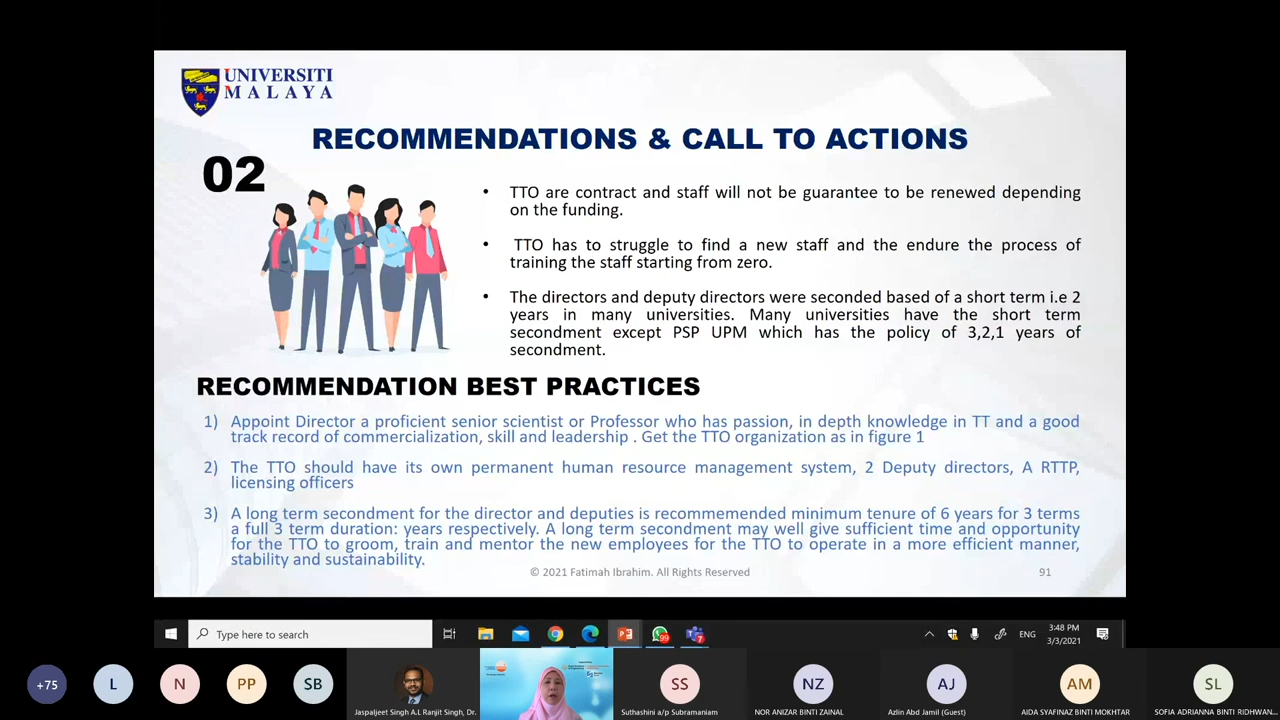 UNIVERSITI
MALAYA
RECOMMENDATIONS & CALL TO ACTIONS
02
• TTO are contract and staff will not be guarantee to be renewed depending
on the funding.
• TTO has to struggle to find a new staff and the endure the process of
training the staff starting from zero.
• The directors and deputy directors were seconded based of a short term i.e 2
years in many universities. Many universities have the short term
secondment except PSP UPM which has the policy of 3,2,1 years of
secondment.
RECOMMENDATION BEST PRACTICES
1) Appoint Director a proficient senior scientist or Professor who has passion, in depth knowledge in TT and a good
track record of commercialization, skill and leadership . Get the TTO organization as in figure 1
2) The TTO should have its own permanent human resource management system, 2 Deputy directors, A RTTP,
licensing officers
3) A long term secondment for the director and deputies is recommemended minimum tenure of 6 years for 3 terms
a full 3 term duration: years respectively. A long term secondment may well give sufficient time and opportunity
for the TTO to groom, train and mentor the new employees for the TTO to operate in a more efficient manner,
stability and sustainability.
© 2021 Fatimah Ibrahim. All Rights Reserved
91
Type here to search
99
7
ENG
3:48 PM
3/3/2021
+75
L
N
PP
SB
Jaspaljeet Singh A.L Ranjit Singh, Dr.
SS
Suthashini a/p Subramaniam
NZ
NOR ANIZAR BINTI ZAINAL
AJ
Azlin Abd Jamil (Guest)
AM
AIDA SYAFINAZ BINTI MOKHTAR
SL
SOFIA ADRIANNA BINTI RIDHWAN...